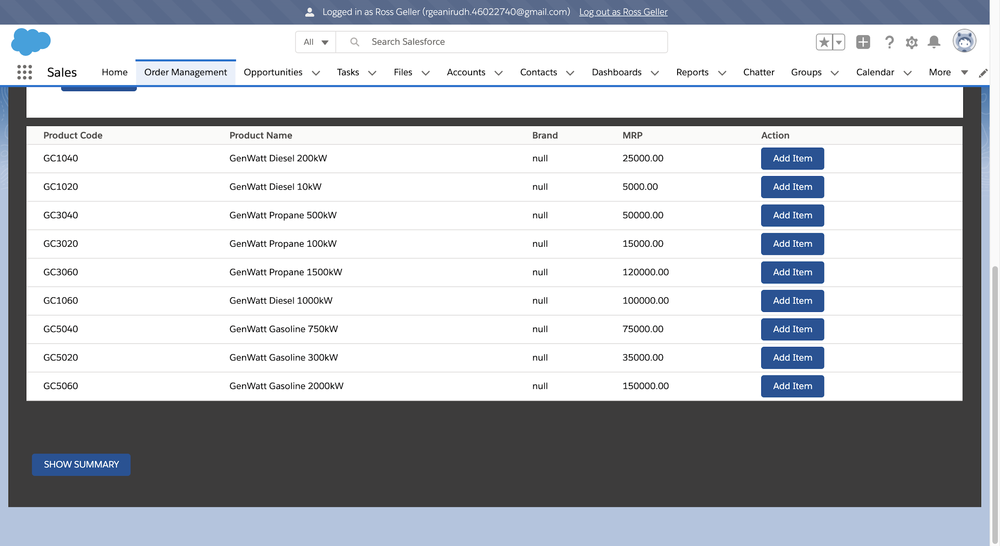 Logged in as Ross Geller (rgeanirudh.46022740@gmail.com) Log out as Ross Geller
All Search Salesforce
Sales Home Order Management Opportunities Tasks Files Accounts Contacts Dashboards Reports Chatter Groups Calendar More
Product Code Product Name Brand MRP Action
GC1040 GenWatt Diesel 200kW null 25000.00 Add Item
GC1020 GenWatt Diesel 10kW null 5000.00 Add Item
GC3040 GenWatt Propane 500kW null 50000.00 Add Item
GC3020 GenWatt Propane 100kW null 15000.00 Add Item
GC3060 GenWatt Propane 1500kW null 120000.00 Add Item
GC1060 GenWatt Diesel 1000kW null 100000.00 Add Item
GC5040 GenWatt Gasoline 750kW null 75000.00 Add Item
GC5020 GenWatt Gasoline 300kW null 35000.00 Add Item
GC5060 GenWatt Gasoline 2000kW null 150000.00 Add Item
SHOW SUMMARY